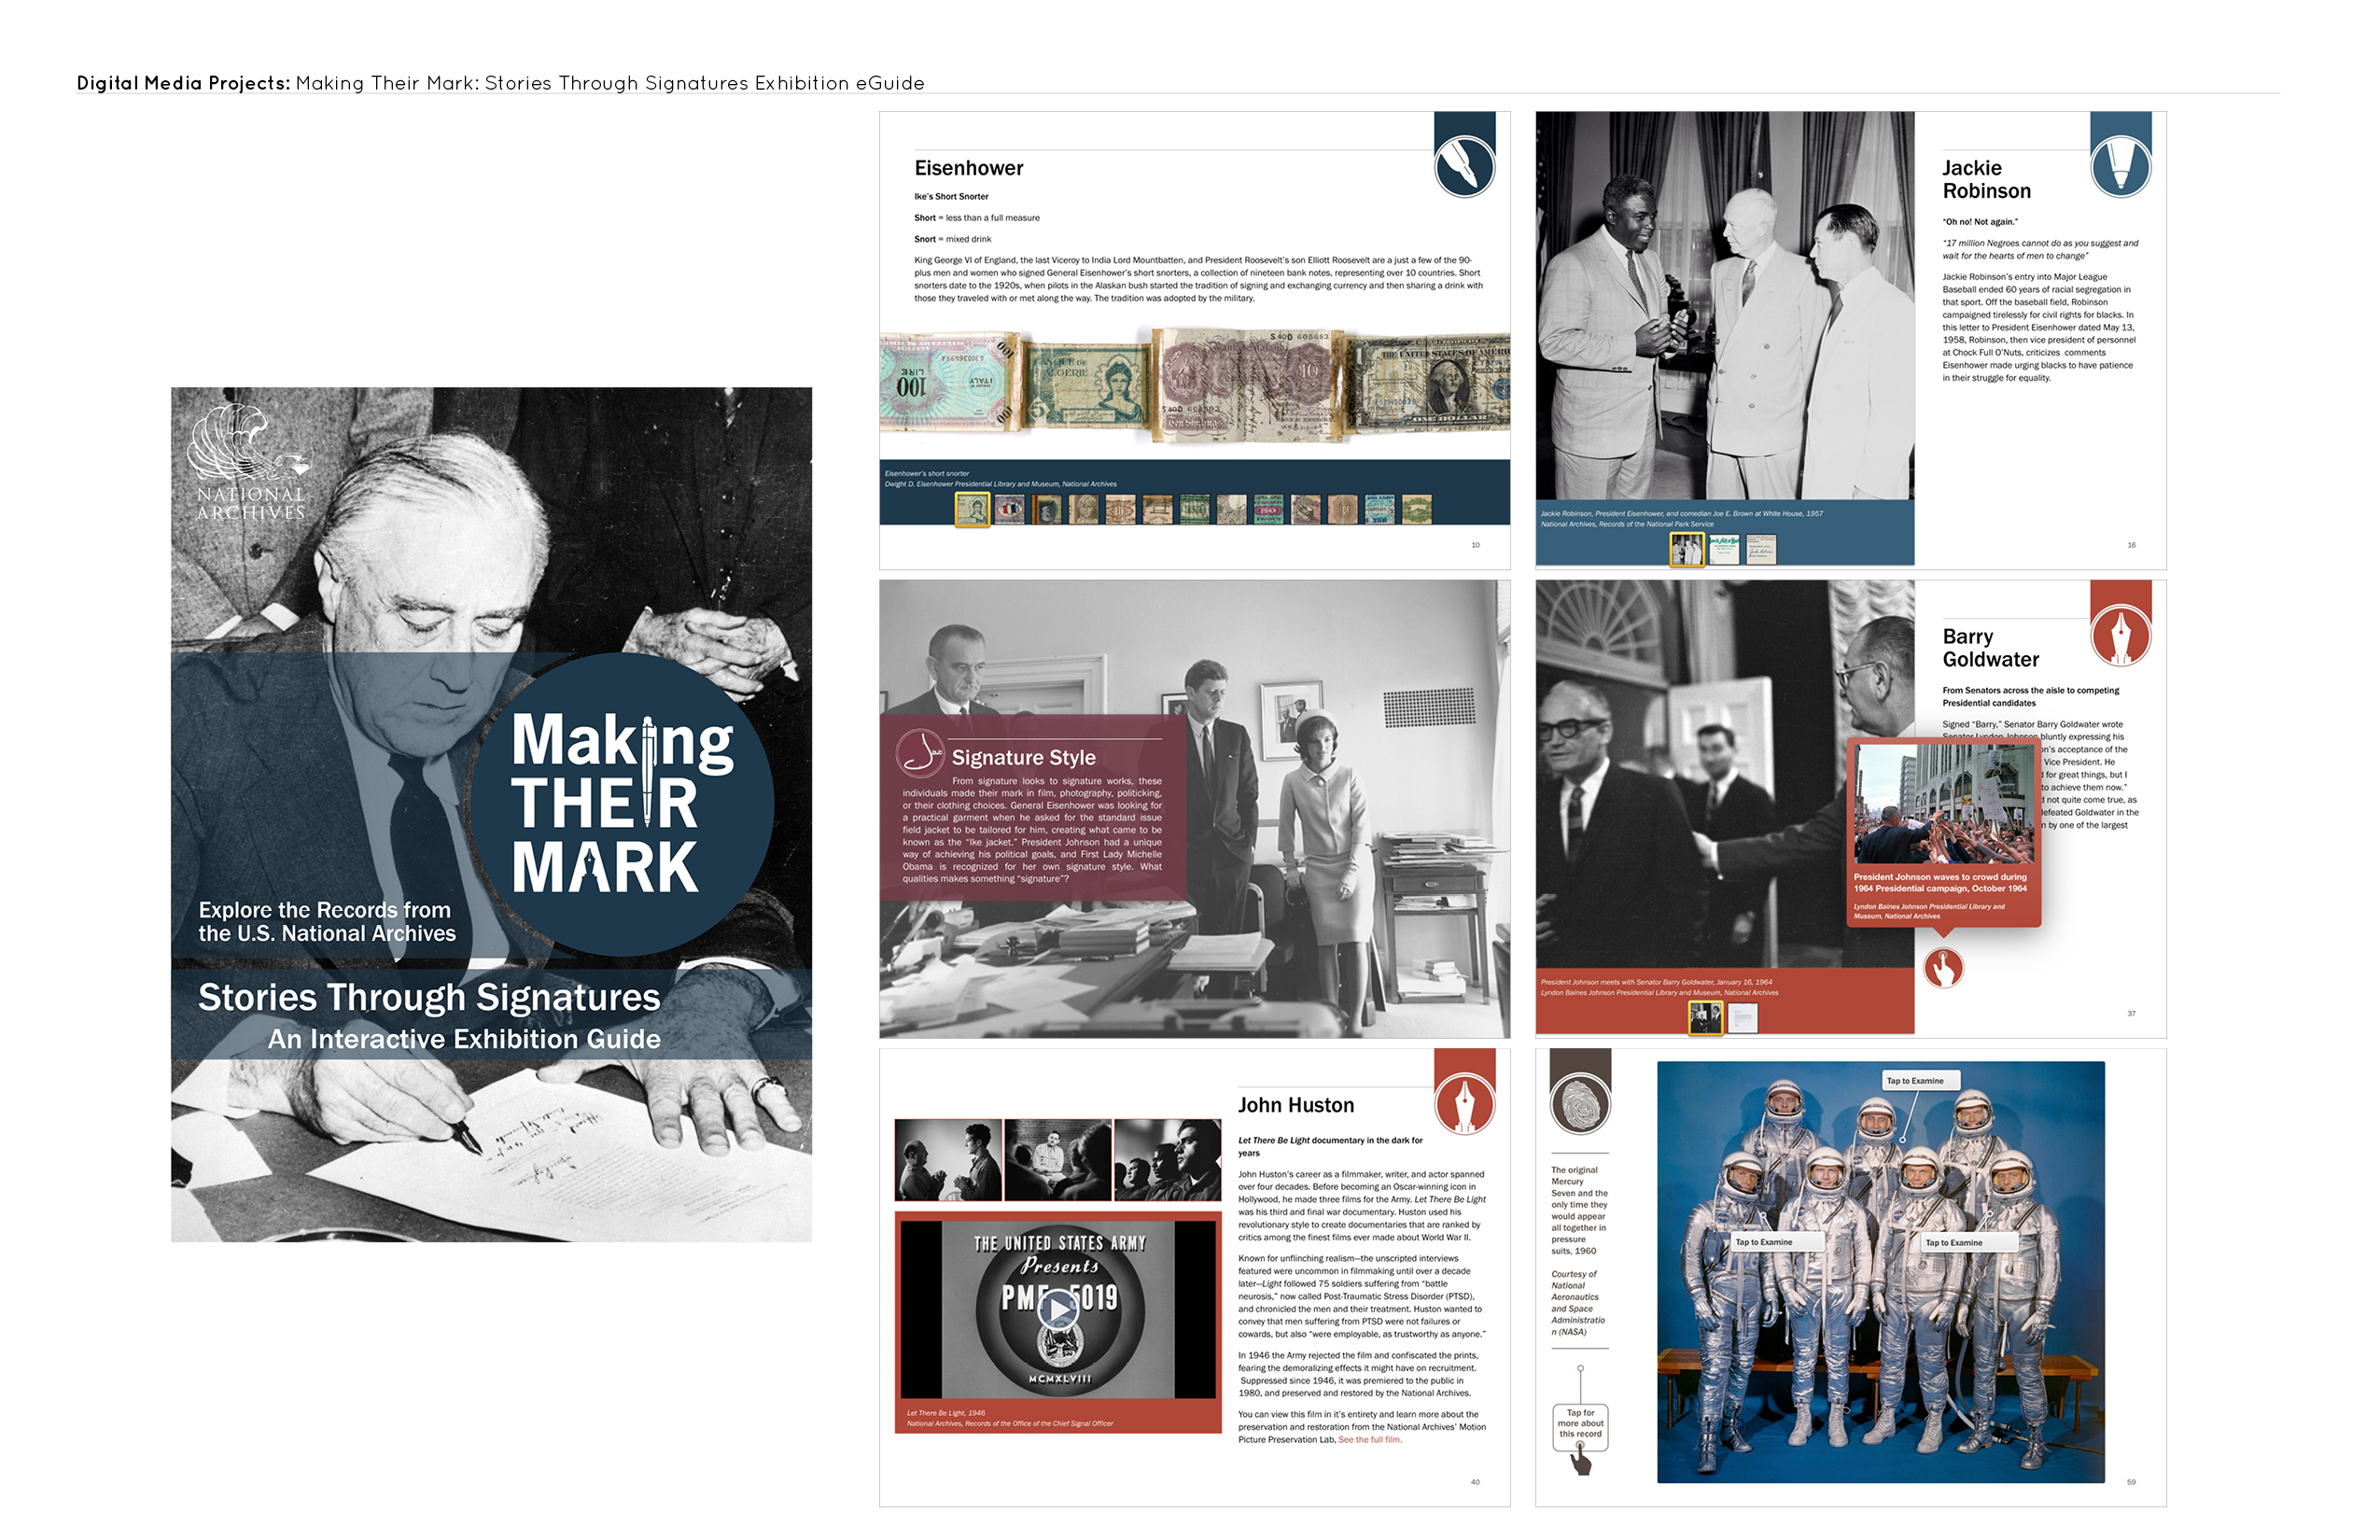 Digital Media Projects: Making Their Mark: Stories Through Signatures Exhibition eGuide
NATIONAL
ARCHIVES
Making
THEIR
MARK
Explore the Records from
the U.S. National Archives
Stories Through Signatures
An Interactive Exhibition Guide
Eisenhower
Ike's Short Snorter
Short = less than a full measure
Snort = mixed drink
King George VI of England, the last Viceroy to India Lord Mountbatten, and President Roosevelt's son Elliott Roosevelt are a just a few of the 90-
plus men and women who signed General Eisenhower's short snorters, a collection of nineteen bank notes, representing over 10 countries. Short
snorters date to the 1920s, when pilots in the Alaskan bush started the tradition of signing and exchanging currency and then sharing a drink with
those they traveled with or met along the way. The tradition was adopted by the military.
100
LIRE
ITALY
BANQUE DE
ALGERIE
5
S40D 605693
10
Ten Shillings
THE UNITED STATES OF AMERIC
ONE DOLLAR
Eisenhower's short snorter
Dwight D. Eisenhower Presidential Library and Museum, National Archives
10
Jackie
Robinson
"Oh no! Not again."
"17 million Negroes cannot do as you suggest and
wait for the hearts of men to change"
Jackie Robinson's entry into Major League
Baseball ended 60 years of racial segregation in
that sport. Off the baseball field, Robinson
campaigned tirelessly for civil rights for blacks. In
this letter to President Eisenhower dated May 13,
1958, Robinson, then vice president of personnel
at Chock Full O'Nuts, criticizes comments
Eisenhower made urging blacks to have patience
in their struggle for equality.
Jackie Robinson, President Eisenhower, and comedian Joe E. Brown at White House, 1957
National Archives, Records of the National Park Service
16
Signature Style
From signature looks to signature works, these
individuals made their mark in film, photography, politicking,
or their clothing choices. General Eisenhower was looking for
a practical garment when he asked for the standard issue
field jacket to be tailored for him, creating what came to be
known as the "Ike jacket." President Johnson had a unique
way of achieving his political goals, and First Lady Michelle
Obama is recognized for her own signature style. What
qualities makes something "signature"?
Barry
Goldwater
From Senators across the aisle to competing
Presidential candidates
Signed "Barry," Senator Barry Goldwater wrote
Senator Lyndon Johnson bluntly expressing his
on's acceptance of the
Vice President. He
for great things, but I
to achieve them now."
not quite come true, as
defeated Goldwater in the
n by one of the largest
President Johnson waves to crowd during
1964 Presidential campaign, October 1964
Lyndon Baines Johnson Presidential Library and
Museum, National Archives
President Johnson meets with Senator Barry Goldwater, January 16, 1964
Lyndon Baines Johnson Presidential Library and Museum, National Archives
37
John Huston
Let There Be Light documentary in the dark for
years
John Huston's career as a filmmaker, writer, and actor spanned
over four decades. Before becoming an Oscar-winning icon in
Hollywood, he made three films for the Army. Let There Be Light
was his third and final war documentary. Huston used his
revolutionary style to create documentaries that are ranked by
critics among the finest films ever made about World War II.
Known for unflinching realism—the unscripted interviews
featured were uncommon in filmmaking until over a decade
later—Light followed 75 soldiers suffering from "battle
neurosis," now called Post-Traumatic Stress Disorder (PTSD),
and chronicled the men and their treatment. Huston wanted to
convey that men suffering from PTSD were not failures or
cowards, but also "were employable, as trustworthy as anyone."
In 1946 the Army rejected the film and confiscated the prints,
fearing the demoralizing effects it might have on recruitment.
Suppressed since 1946, it was premiered to the public in
1980, and preserved and restored by the National Archives.
You can view this film in it's entirety and learn more about the
preservation and restoration from the National Archives' Motion
Picture Preservation Lab, See the full film.
THE UNITED STATES ARMY
Presents
PMF 5019
MCMXLVIII
Let There Be Light, 1946
National Archives, Records of the Office of the Chief Signal Officer
40
The original
Mercury
Seven and the
only time they
would appear
all together in
pressure
suits, 1960
Courtesy of
National
Aeronautics
and Space
Administratio
n (NASA)
Tap for
more about
this record
Tap to Examine
Tap to Examine
Tap to Examine
59